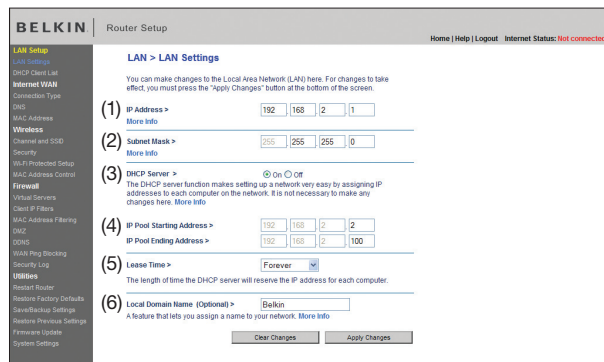 BELKIN Router Setup
Home | Help | Logout Internet Status: Not connected
LAN Setup
LAN Settings
DHCP Client List
Internet WAN
Connection Type
DNS
MAC Address
Wireless
Channel and SSID
Security
Wi-Fi Protected Setup
MAC Address Control
Firewall
Virtual Servers
Client IP Filters
MAC Address Filtering
DMZ
DDNS
WAN Ping Blocking
Security Log
Utilities
Restart Router
Restore Factory Defaults
Save/Backup Settings
Restore Previous Settings
Firmware Update
System Settings
LAN > LAN Settings
You can make changes to the Local Area Network (LAN) here. For changes to take
effect, you must press the "Apply Changes" button at the bottom of the screen.
(1) IP Address > 192 . 168 . 2 . 1
More Info
(2) Subnet Mask > 255 . 255 . 255 . 0
More Info
(3) DHCP Server > On Off
The DHCP server function makes setting up a network very easy by assigning IP
addresses to each computer on the network. It is not necessary to make any
changes here. More Info
(4) IP Pool Starting Address > 192 . 168 . 2 . 2
IP Pool Ending Address > 192 . 168 . 2 . 100
(5) Lease Time > Forever
The length of time the DHCP server will reserve the IP address for each computer.
(6) Local Domain Name (Optional) > Belkin
A feature that lets you assign a name to your network. More Info
Clear Changes Apply Changes